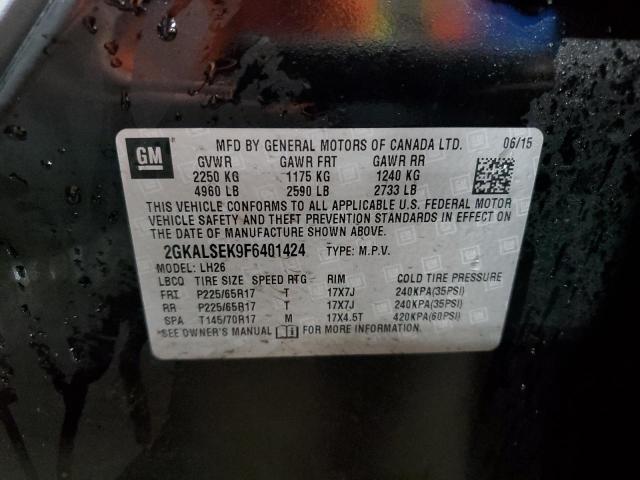 GM
MFD BY GENERAL MOTORS OF CANADA LTD. 06/15
GVWR GAWR FRT GAWR RR
2250 KG 1175 KG 1240 KG
4960 LB 2590 LB 2733 LB
THIS VEHICLE CONFORMS TO ALL APPLICABLE U.S. FEDERAL MOTOR
VEHICLE SAFETY AND THEFT PREVENTION STANDARDS IN EFFECT ON
THE DATE OF MANUFACTURE SHOWN ABOVE.
2GKALSEK9F6401424 TYPE: M.P.V.
MODEL: LH26
LBCQ TIRE SIZE SPEED RTG RIM COLD TIRE PRESSURE
FRT P225/65R17 T 17X7J 240KPA(35PSI)
RR P225/65R17 T 17X7J 240KPA(35PSI)
SPA T145/70R17 M 17X4.5T 420KPA(60PSI)
*SEE OWNER'S MANUAL FOR MORE INFORMATION.